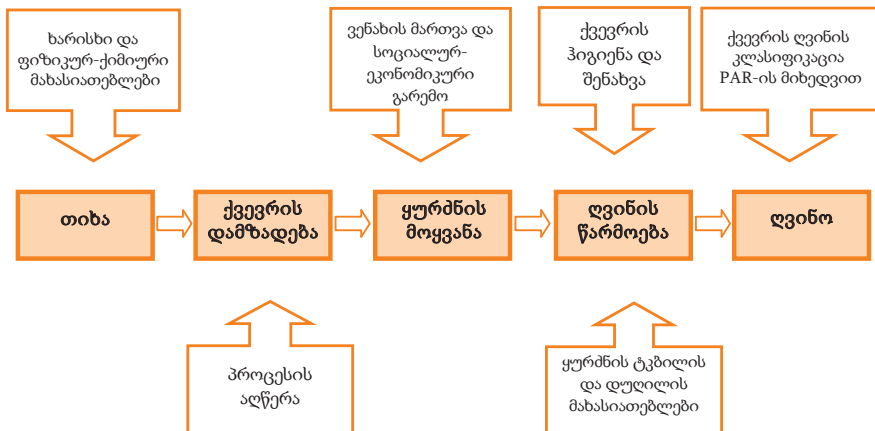 ხარისხი და
ფიზიკურ-ქიმიური
მახასიათებლები
ვენახის მართვა და
სოციალურ-
ეკონომიკური
გარემო
ქვევრის
ჰიგიენა და
შენახვა
ქვევრის ღვინის
კლასიფიკაცია
PAR-ის მიხედვით
თიხა
ქვევრის
დამზადება
ყურძნის
მოყვანა
ღვინის
წარმოება
ღვინო
პროცესის
აღწერა
ყურძნის ტკბილის
და დუღილის
მახასიათებლები